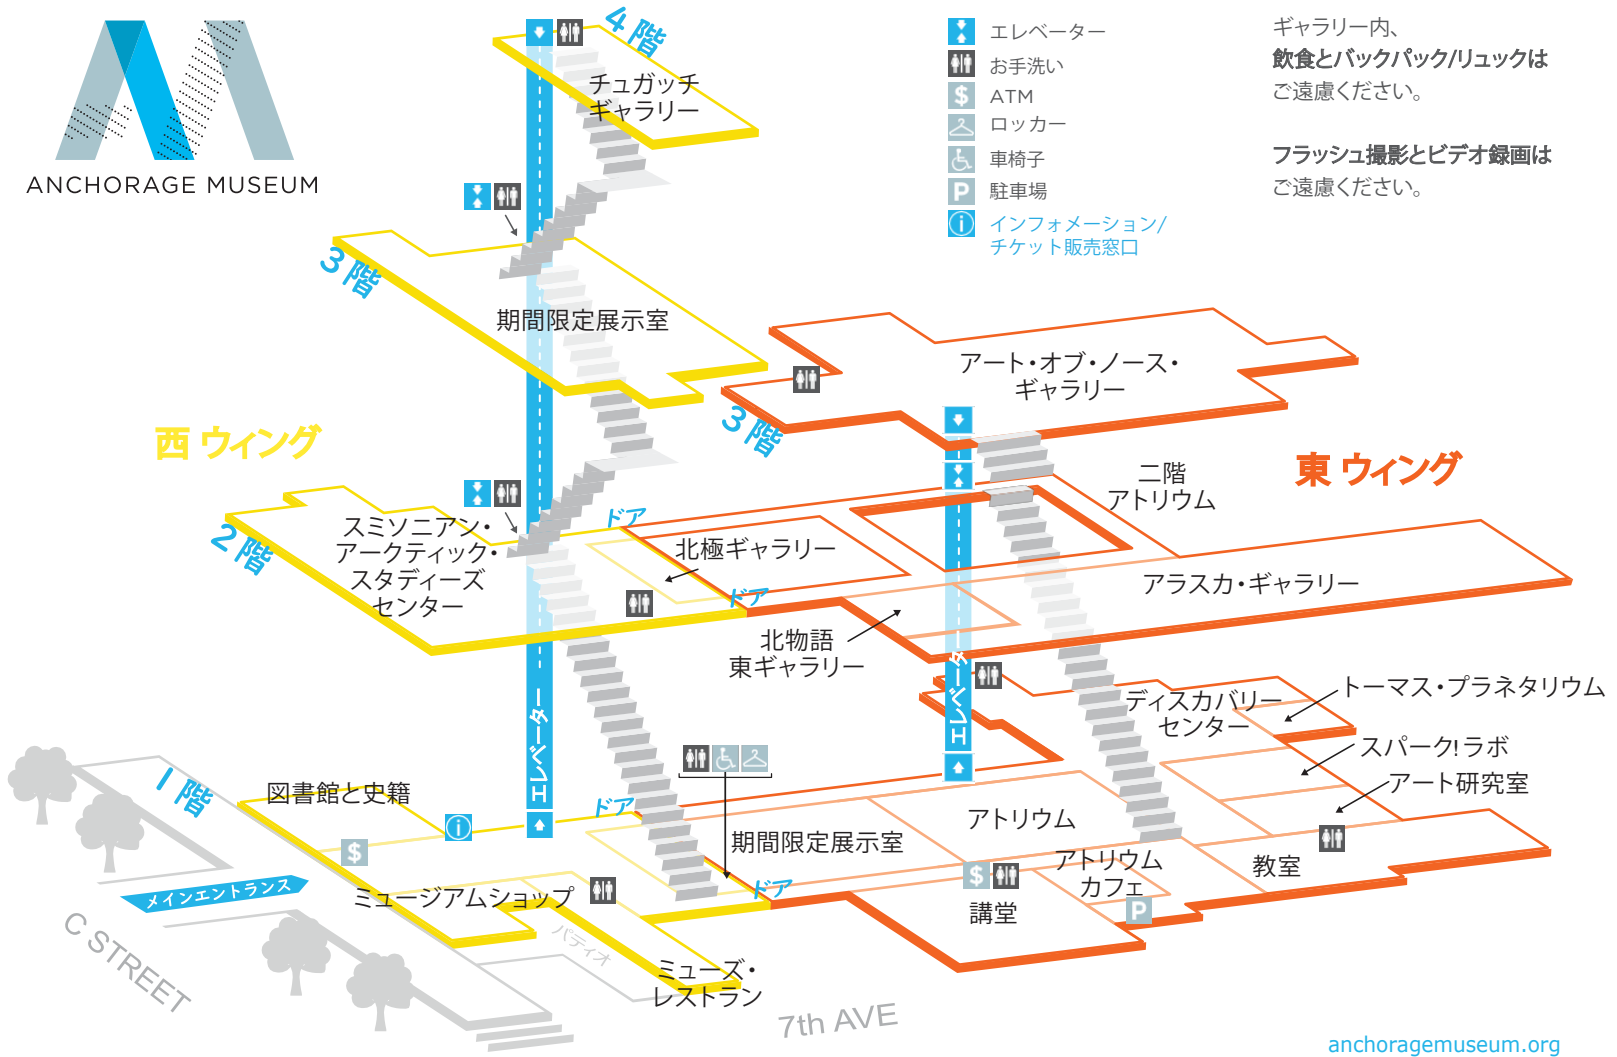 ANCHORAGE MUSEUM
エレベーター
お手洗い
ATM
ロッカー
車椅子
駐車場
インフォメーション/
チケット販売窓口
ギャラリー内、
飲食とバックパック/リュックは
ご遠慮ください。
フラッシュ撮影とビデオ録画は
ご遠慮ください。
4階
チュガッチ
ギャラリー
3階
期間限定展示室
アート・オブ・ノース・
ギャラリー
3階
西 ウィング
東 ウィング
二階
アトリウム
2階
スミソニアン・
アークティック・
スタディーズ
センター
ドア
北極ギャラリー
ドア
アラスカ・ギャラリー
北物語
東ギャラリー
エレベーター
エレベーター
ディスカバリー
センター
トーマス・プラネタリウム
スパーク!ラボ
アート研究室
1階
図書館と史籍
ドア
期間限定展示室
アトリウム
$
アトリウム
カフェ
教室
メインエントランス
ミュージアムショップ
ドア
$
講堂
P
パティオ
ミューズ・
レストラン
C STREET
7th AVE
anchoragemuseum.org